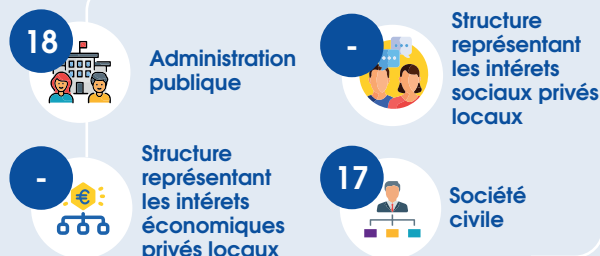 18
Administration
publique
-
Structure
représentant
les intérets
sociaux privés
locaux
-
Structure
représentant
les intérets
économiques
privés locaux
€
17
Société
civile